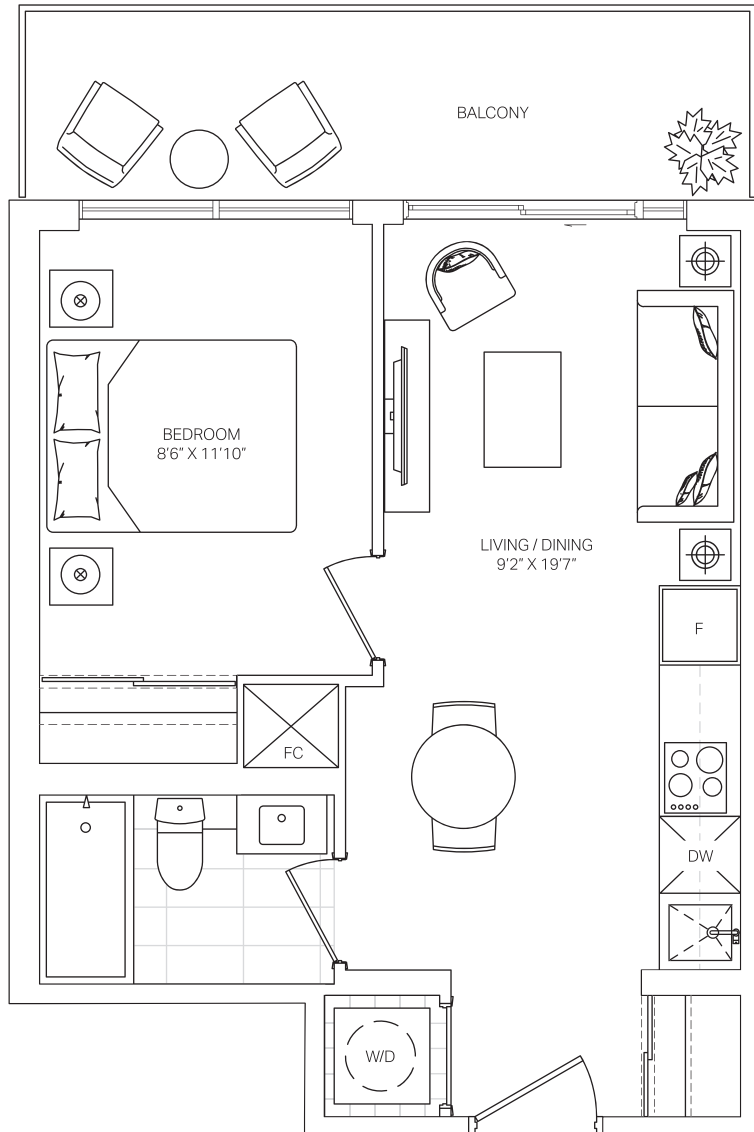 BALCONY
BEDROOM
8'6" X 11'10"
LIVING / DINING
9'2" X 19'7"
F
FC
DW
W/D